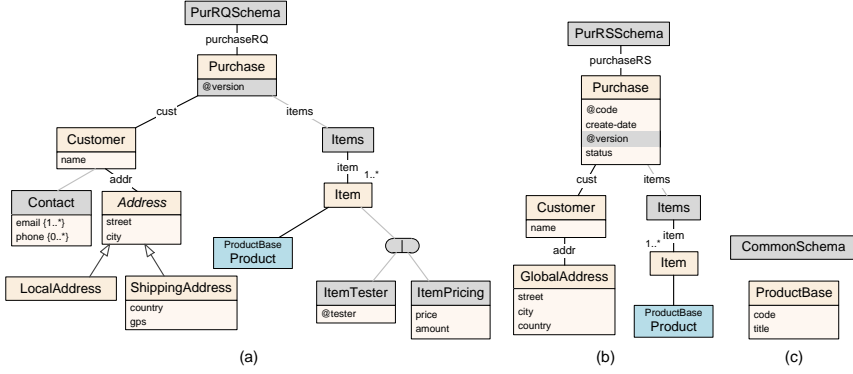 PurRQSchema
purchaseRQ
Purchase
@version
cust
items
Customer
name
Items
item
1..*
addr
Contact
email {1..*}
phone {0..*}
Address
street
city
Item
ProductBase
Product
|
LocalAddress
ShippingAddress
country
gps
ItemTester
@tester
ItemPricing
price
amount
(a)
PurRSSchema
purchaseRS
Purchase
@code
create-date
@version
status
cust
items
Customer
name
Items
item
1..*
addr
Item
GlobalAddress
street
city
country
ProductBase
Product
(b)
CommonSchema
ProductBase
code
title
(c)